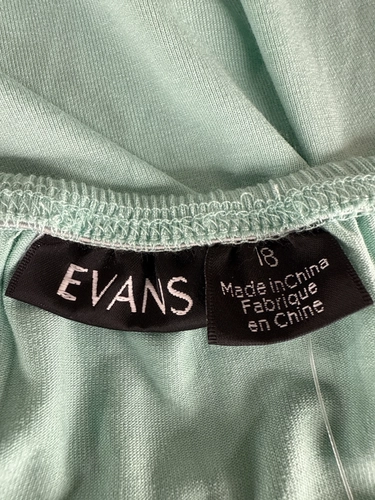 EVANS
18
Made in China
Fabrique
en Chine